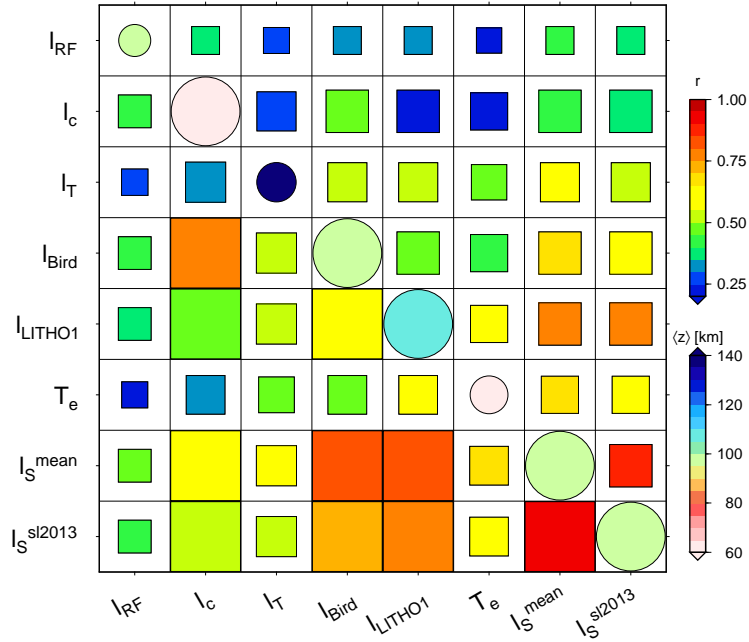 I_RF
I_c
I_T
I_Bird
I_LITHO1
T_e
I_S^mean
I_S^sl2013
I_RF I_c I_T I_Bird I_LITHO1 T_e I_S^mean I_S^sl2013
r
1.00
0.75
0.50
0.25
⟨z⟩ [km]
140
120
100
80
60